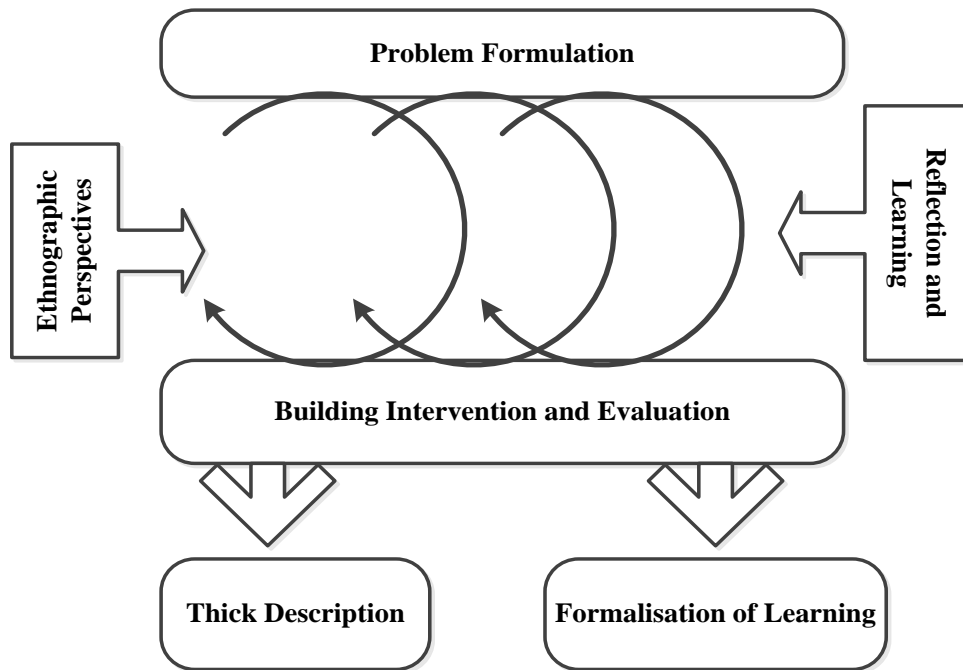 Problem Formulation
Ethnographic
Perspectives
Reflection and
Learning
Building Intervention and Evaluation
Thick Description
Formalisation of Learning